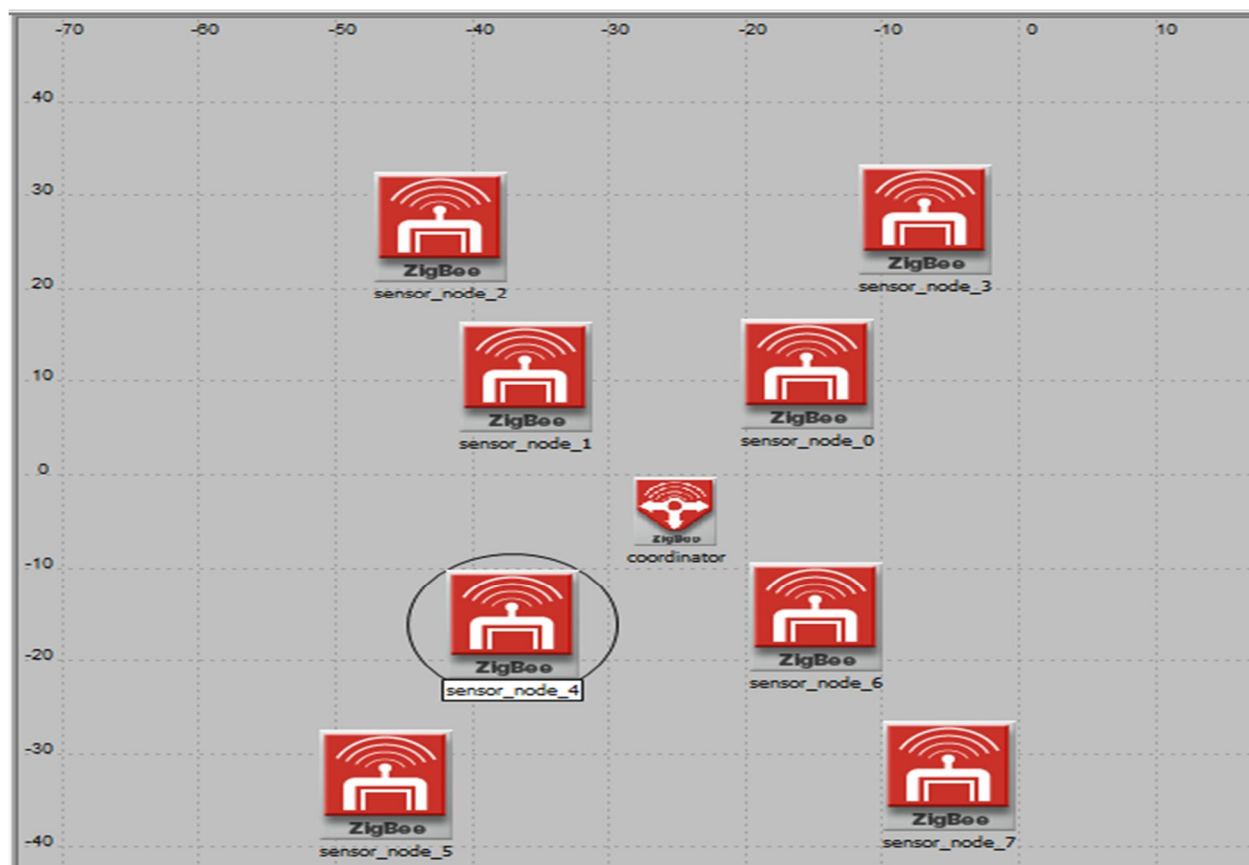 -70 -60 -50 -40 -30 -20 -10 0 10
40
30
ZigBee ZigBee
20
sensor_node_2 sensor_node_3
10
ZigBee ZigBee
sensor_node_1 sensor_node_0
0
ZigBee
coordinator
-10
-20
ZigBee ZigBee
sensor_node_4 sensor_node_6
-30
ZigBee ZigBee
-40
sensor_node_5 sensor_node_7